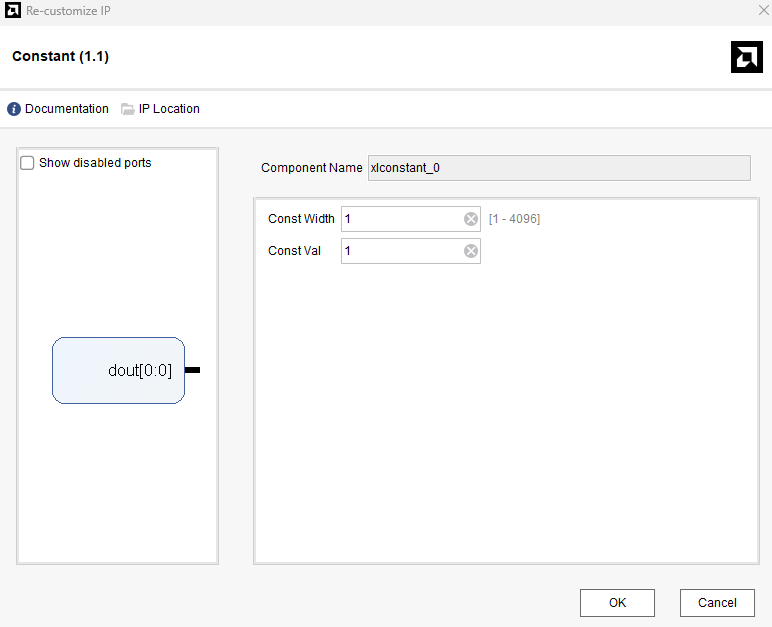 Re-customize IP
Constant (1.1)
Documentation IP Location
Show disabled ports
dout[0:0]
Component Name xlconstant_0
Const Width 1 [1 - 4096]
Const Val 1
OK Cancel